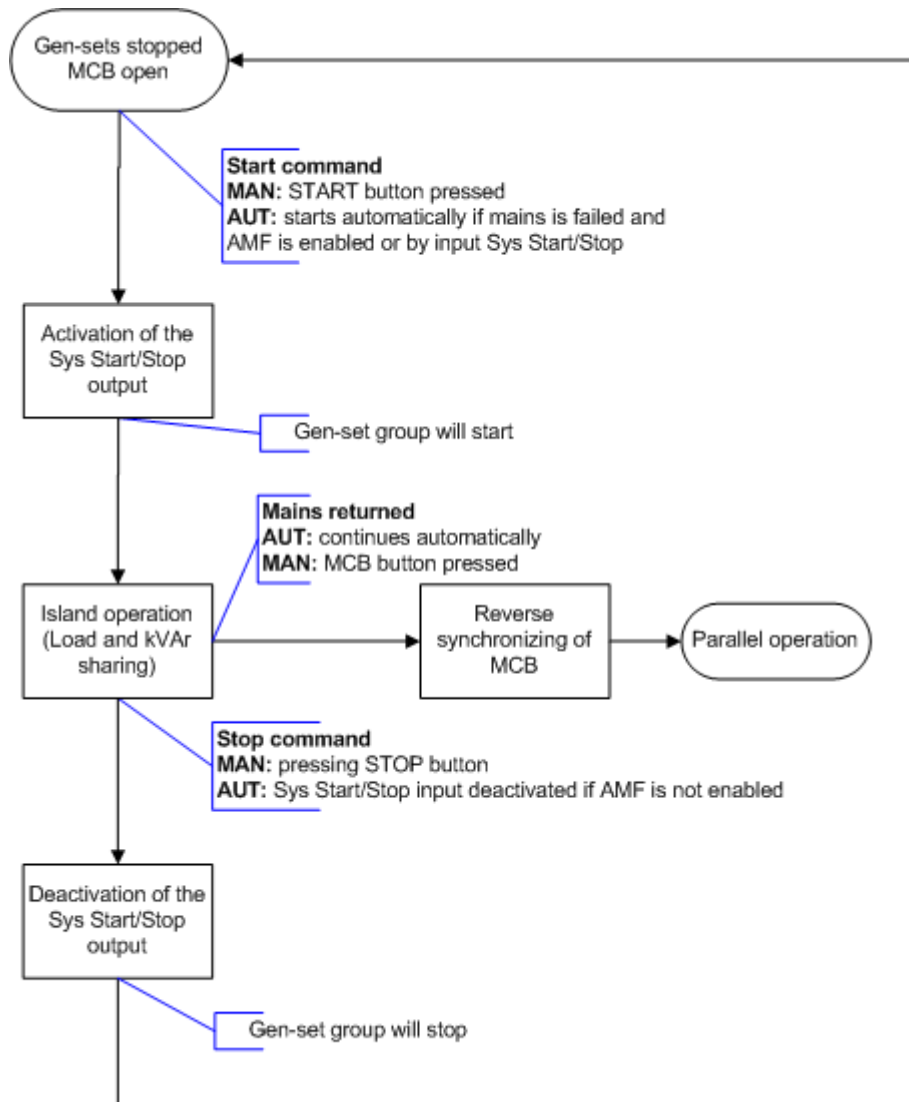 Gen-sets stopped
MCB open
Start command
MAN: START button pressed
AUT: starts automatically if mains is failed and
AMF is enabled or by input Sys Start/Stop
Activation of the
Sys Start/Stop
output
Gen-set group will start
Mains returned
AUT: continues automatically
MAN: MCB button pressed
Island operation
(Load and kVAr
sharing)
Reverse
synchronizing of
MCB
Parallel operation
Stop command
MAN: pressing STOP button
AUT: Sys Start/Stop input deactivated if AMF is not enabled
Deactivation of the
Sys Start/Stop
output
Gen-set group will stop